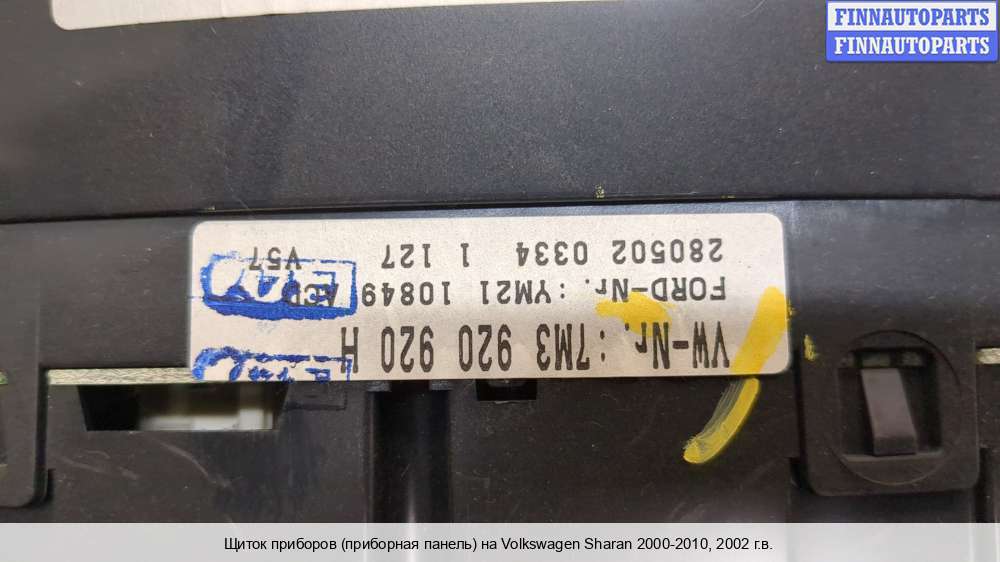 FINNAUTOPARTS
FINNAUTOPARTS
VW-Nr.:7M3 920 920 H
FORD-Nr.:YM21 10849
280502 0334 1 127 V57
Щиток приборов (приборная панель) на Volkswagen Sharan 2000-2010, 2002 г.в.